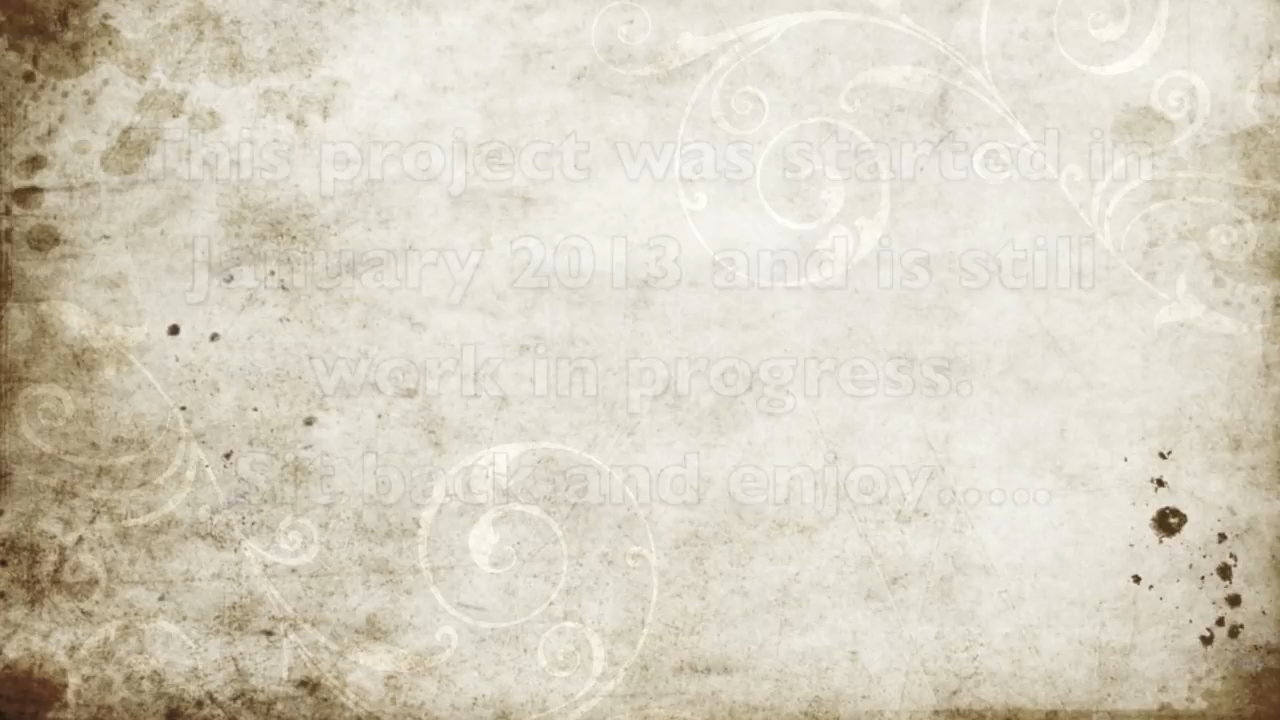 This project was started in
January 2013 and is still
work in progress.
Sit back and enjoy.....